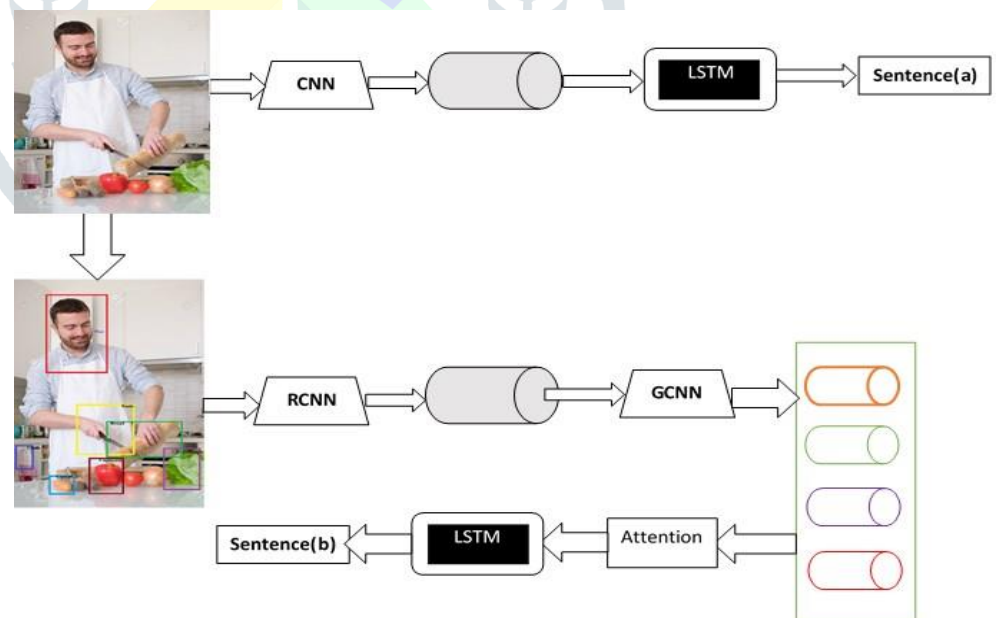 CNN
LSTM
Sentence(a)
RCNN
GCNN
Sentence(b)
LSTM
Attention